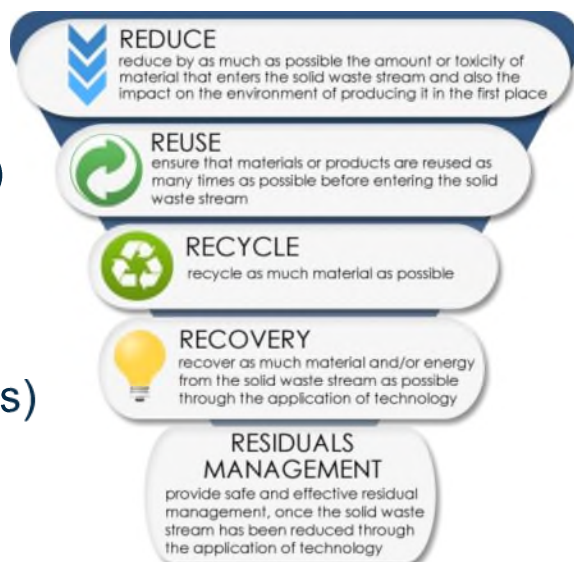 REDUCE
reduce by as much as possible the amount or toxicity of
material that enters the solid waste stream and also the
impact on the environment of producing it in the first place
REUSE
)
ensure that materials or products are reused as
many times as possible before entering the solid
waste stream
RECYCLE
recycle as much material as possible
RECOVERY
recover as much material and/or energy
from the solid waste stream as possible
s)
through the application of technology
RESIDUALS
MANAGEMENT
provide safe and effective residual
management, once the solid waste
stream has been reduced through
the application of technology